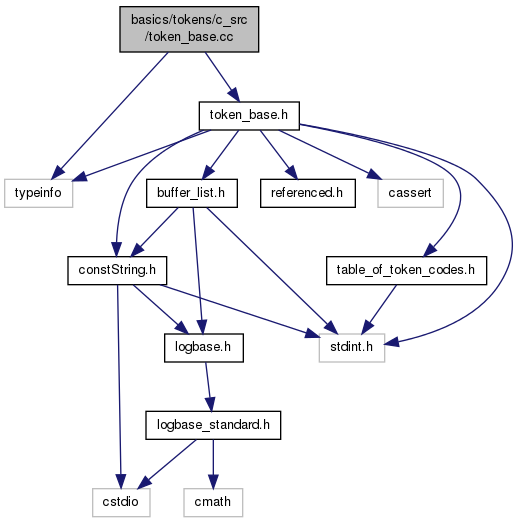 basics/tokens/c_src
/token_base.cc
token_base.h
typeinfo
buffer_list.h
referenced.h
cassert
constString.h
table_of_token_codes.h
logbase.h
stdint.h
logbase_standard.h
cstdio
cmath